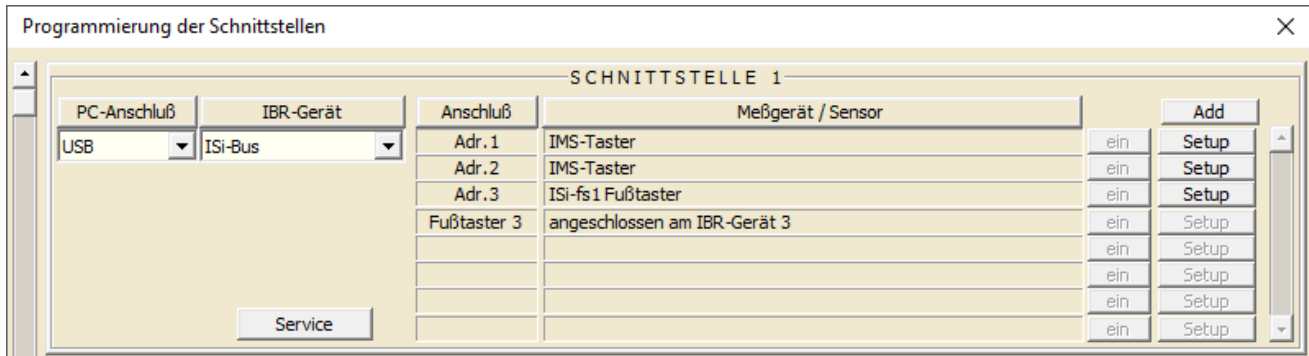 Programmierung der Schnittstellen
SCHNITTSTELLE 1
PC-Anschluß IBR-Gerät Anschluß Meßgerät / Sensor Add
USB ISi-Bus Adr.1 IMS-Taster ein Setup
Adr.2 IMS-Taster ein Setup
Adr.3 ISi-fs1 Fußtaster ein Setup
Fußtaster 3 angeschlossen am IBR-Gerät 3 ein Setup
ein Setup
ein Setup
ein Setup
Service ein Setup